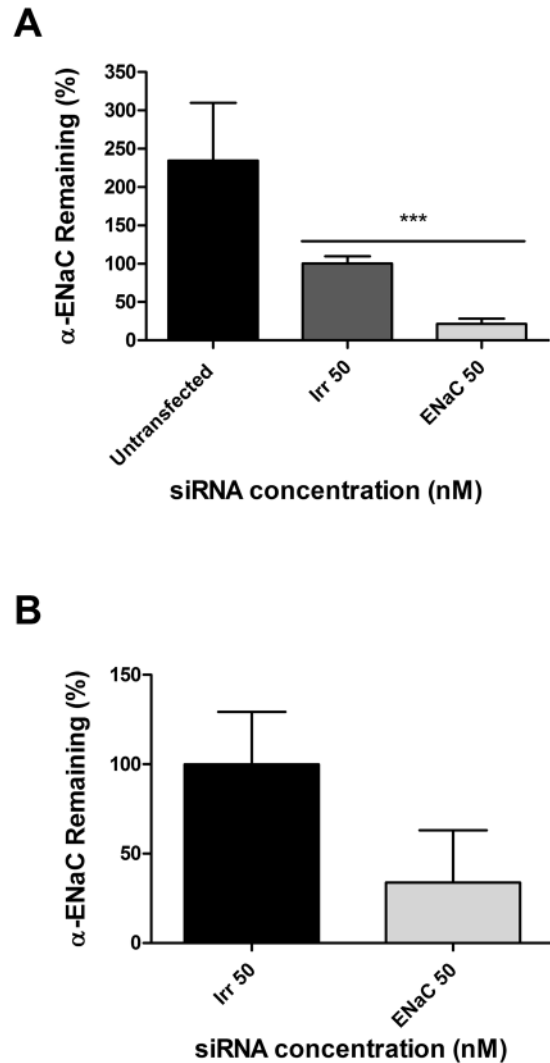 A
α-ENaC Remaining (%)
350
300
250
200
150
100
50
0
***
Untransfected
Irr 50
ENaC 50
siRNA concentration (nM)
B
α-ENaC Remaining (%)
150
100
50
0
Irr 50
ENaC 50
siRNA concentration (nM)